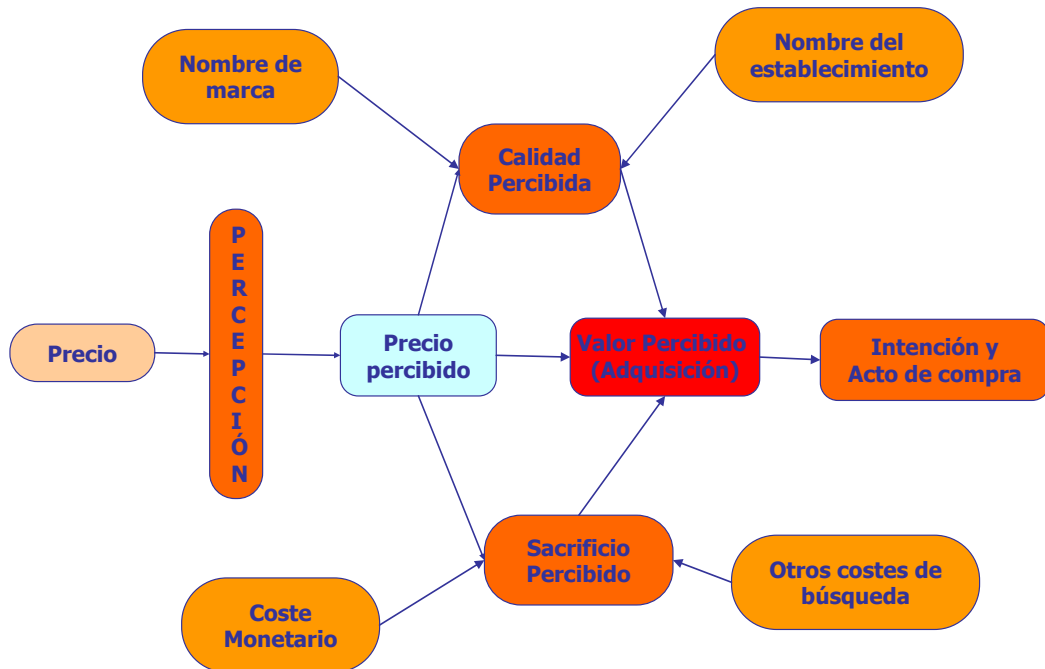 Nombre de
marca
Nombre del
establecimiento
Calidad
Percibida
P
E
R
C
E
P
C
I
Ó
N
Precio
Precio
percibido
Valor Percibido
(Adquisición)
Intención y
Acto de compra
Sacrificio
Percibido
Otros costes de
búsqueda
Coste
Monetario